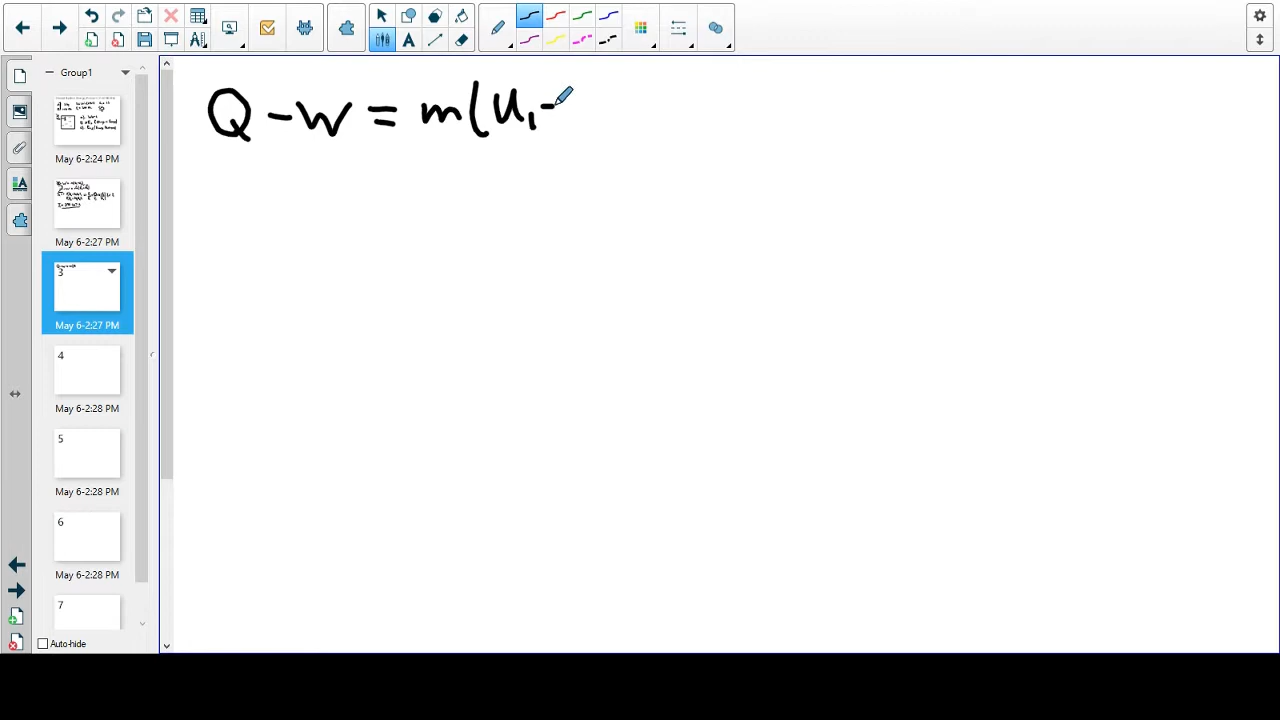 Group1
May 6-2:24 PM
May 6-2:27 PM
3
May 6-2:27 PM
4
May 6-2:28 PM
5
May 6-2:28 PM
6
May 6-2:28 PM
7
Auto-hide
Q - W = m(u₁ -